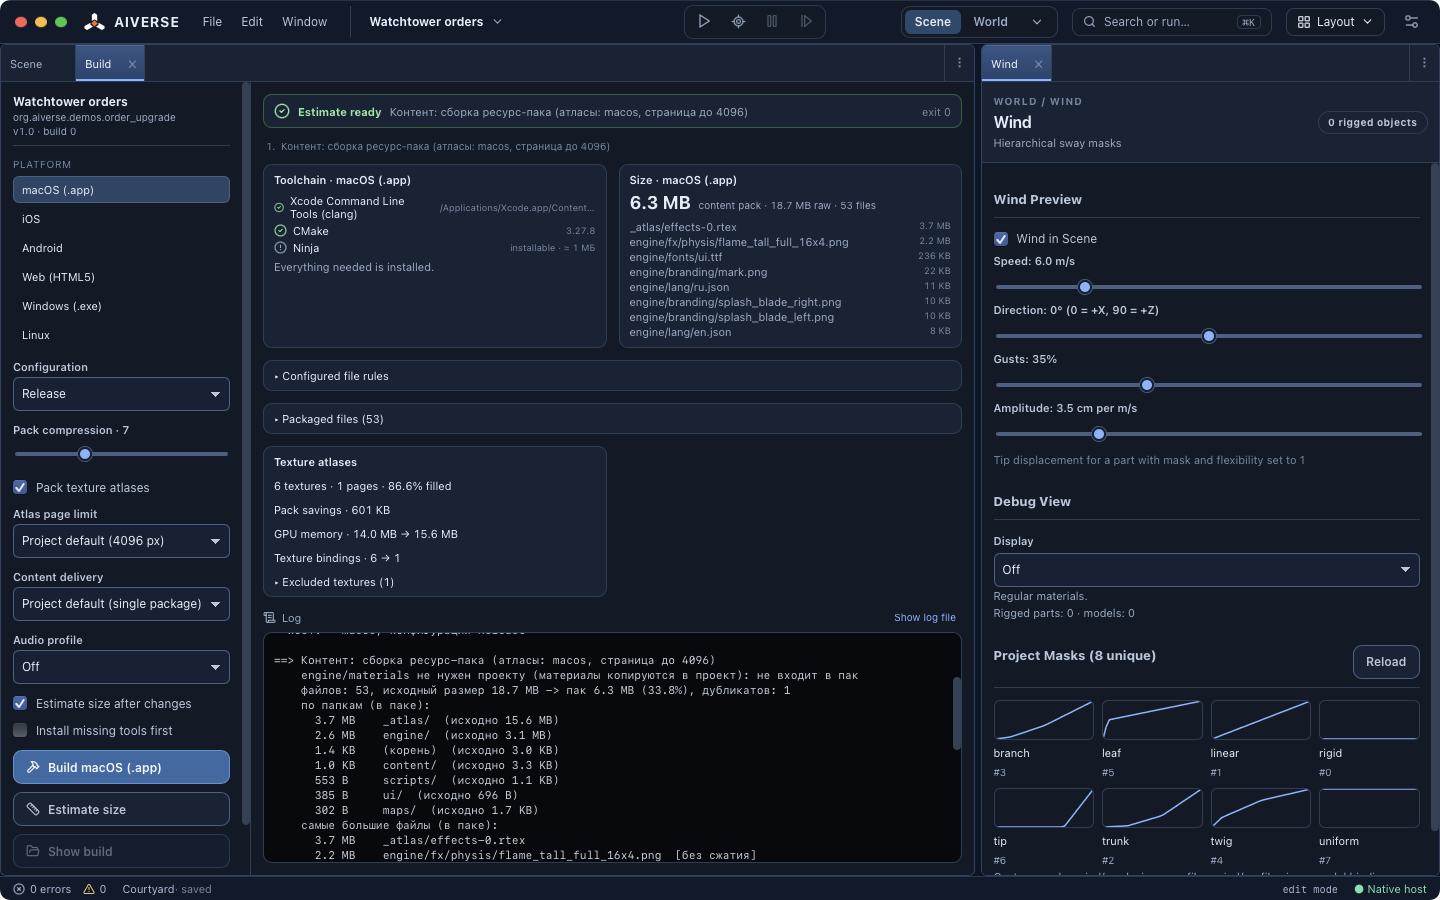 AIVERSE File Edit Window Watchtower orders Scene World Search or run... ⌘K Layout
Scene Build Wind
Watchtower orders
org.aiverse.demos.order_upgrade
v1.0 · build 0
PLATFORM
macOS (.app)
iOS
Android
Web (HTML5)
Windows (.exe)
Linux
Configuration
Release
Pack compression · 7
Pack texture atlases
Atlas page limit
Project default (4096 px)
Content delivery
Project default (single package)
Audio profile
Off
Estimate size after changes
Install missing tools first
Build macOS (.app)
Estimate size
Show build
Estimate ready Контент: сборка ресурс-пака (атласы: macos, страница до 4096) exit 0
1. Контент: сборка ресурс-пака (атласы: macos, страница до 4096)
Toolchain · macOS (.app)
Xcode Command Line Tools (clang) /Applications/Xcode.app/Content...
CMake 3.27.8
Ninja installable · ≈ 1 МБ
Everything needed is installed.
Size · macOS (.app)
6.3 MB content pack · 18.7 MB raw · 53 files
_atlas/effects-0.rtex 3.7 MB
engine/fx/physis/flame_tall_full_16x4.png 2.2 MB
engine/fonts/ui.ttf 236 KB
engine/branding/mark.png 22 KB
engine/lang/ru.json 11 KB
engine/branding/splash_blade_right.png 10 KB
engine/branding/splash_blade_left.png 10 KB
engine/lang/en.json 8 KB
▸ Configured file rules
▸ Packaged files (53)
Texture atlases
6 textures · 1 pages · 86.6% filled
Pack savings · 601 KB
GPU memory · 14.0 MB → 15.6 MB
Texture bindings · 6 → 1
▸ Excluded textures (1)
Log Show log file
==> Контент: сборка ресурс-пака (атласы: macos, страница до 4096)
engine/materials не нужен проекту (материалы копируются в проект): не входит в пак
файлов: 53, исходный размер 18.7 MB -> пак 6.3 MB (33.8%), дубликатов: 1
по папкам (в паке):
3.7 MB _atlas/ (исходно 15.6 MB)
2.6 MB engine/ (исходно 3.1 MB)
1.4 KB (корень) (исходно 3.0 KB)
1.0 KB content/ (исходно 3.3 KB)
553 B scripts/ (исходно 1.1 KB)
385 B ui/ (исходно 696 B)
302 B maps/ (исходно 1.7 KB)
самые большие файлы (в паке):
3.7 MB _atlas/effects-0.rtex
2.2 MB engine/fx/physis/flame_tall_full_16x4.png [без сжатия]
WORLD / WIND
Wind
Hierarchical sway masks
0 rigged objects
Wind Preview
Wind in Scene
Speed: 6.0 m/s
Direction: 0° (0 = +X, 90 = +Z)
Gusts: 35%
Amplitude: 3.5 cm per m/s
Tip displacement for a part with mask and flexibility set to 1
Debug View
Display
Off
Regular materials.
Rigged parts: 0 · models: 0
Project Masks (8 unique) Reload
branch leaf linear rigid
#3 #5 #1 #0
tip trunk twig uniform
#6 #2 #4 #7
0 errors 0 Courtyard · saved edit mode Native host